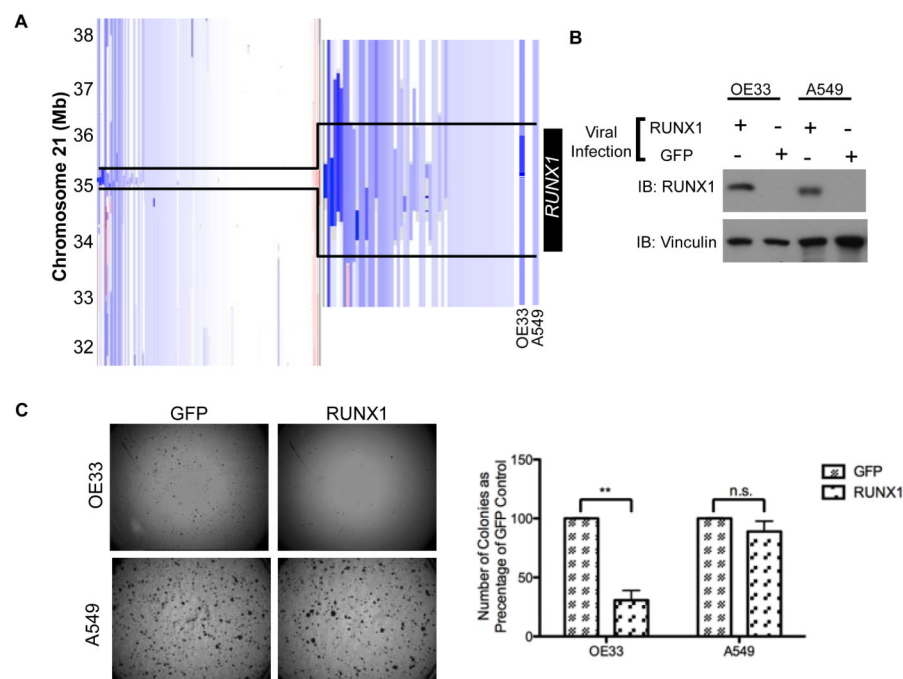 A
Chromosome 21 (Mb)
38
37
36
35
34
33
32
RUNX1
OE33
A549
B
OE33 A549
Viral Infection
RUNX1 + - + -
GFP - + - +
IB: RUNX1
IB: Vinculin
C
GFP RUNX1
OE33
A549
Number of Colonies as
Precentage of GFP Control
150
100
50
0
**
n.s.
OE33 A549
GFP
RUNX1